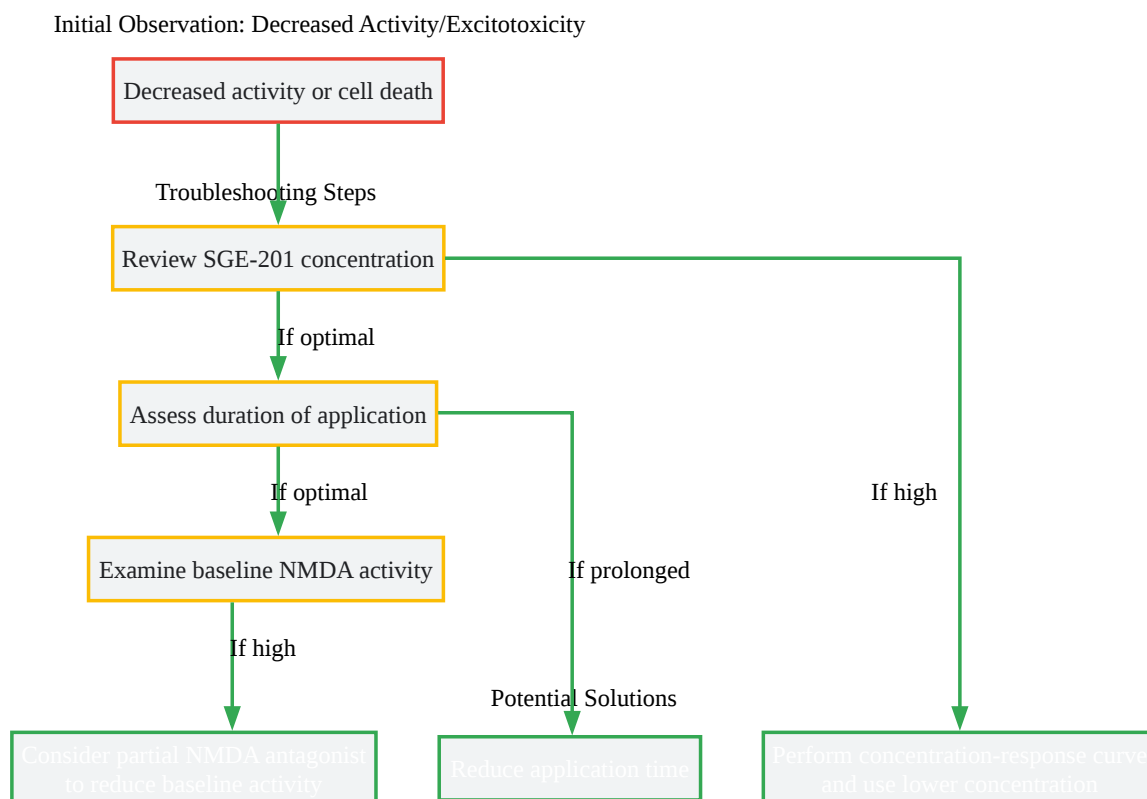 Initial Observation: Decreased Activity/Excitotoxicity
Decreased activity or cell death
Troubleshooting Steps
Review SGE-201 concentration
If optimal
Assess duration of application
If optimal
If high
Examine baseline NMDA activity
If prolonged
If high
Potential Solutions
Consider partial NMDA antagonist
to reduce baseline activity
Reduce application time
Perform concentration-response curve
and use lower concentration